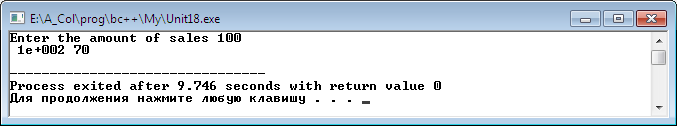 E:\A_Col\prog\bc++\My\Unit18.exe
Enter the amount of sales 100
1e+002 70
--------------------------------
Process exited after 9.746 seconds with return value 0
Для продолжения нажмите любую клавишу . . .